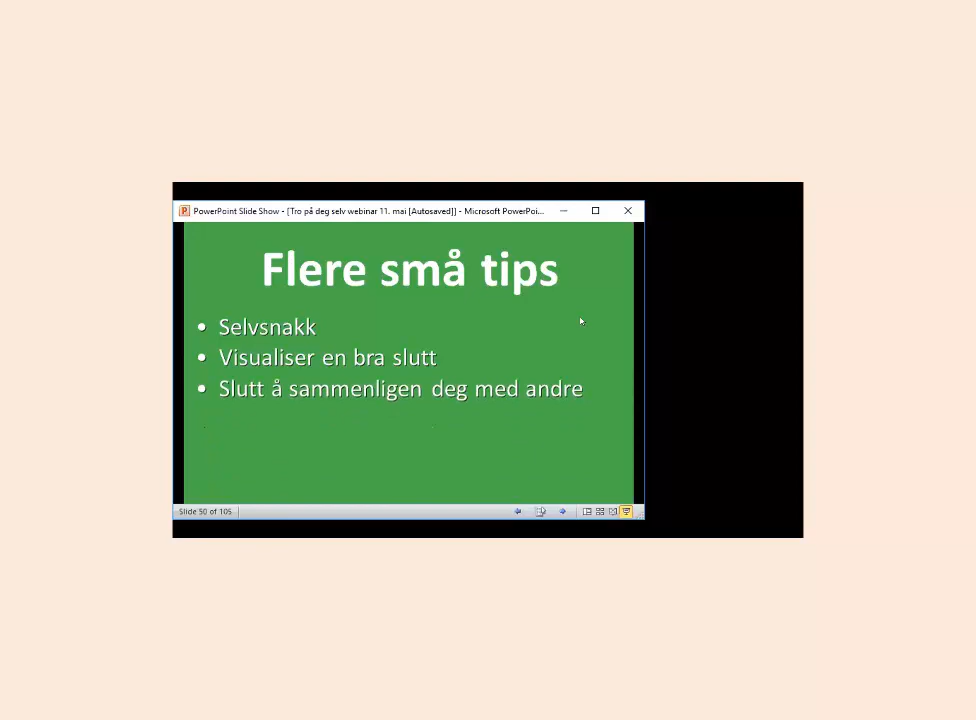 PowerPoint Slide Show - [Tro på deg selv webinar 11. mai [Autosaved]] - Microsoft PowerPoi...
Flere små tips
• Selvsnakk
• Visualiser en bra slutt
• Slutt å sammenligen deg med andre
Slide 50 of 105